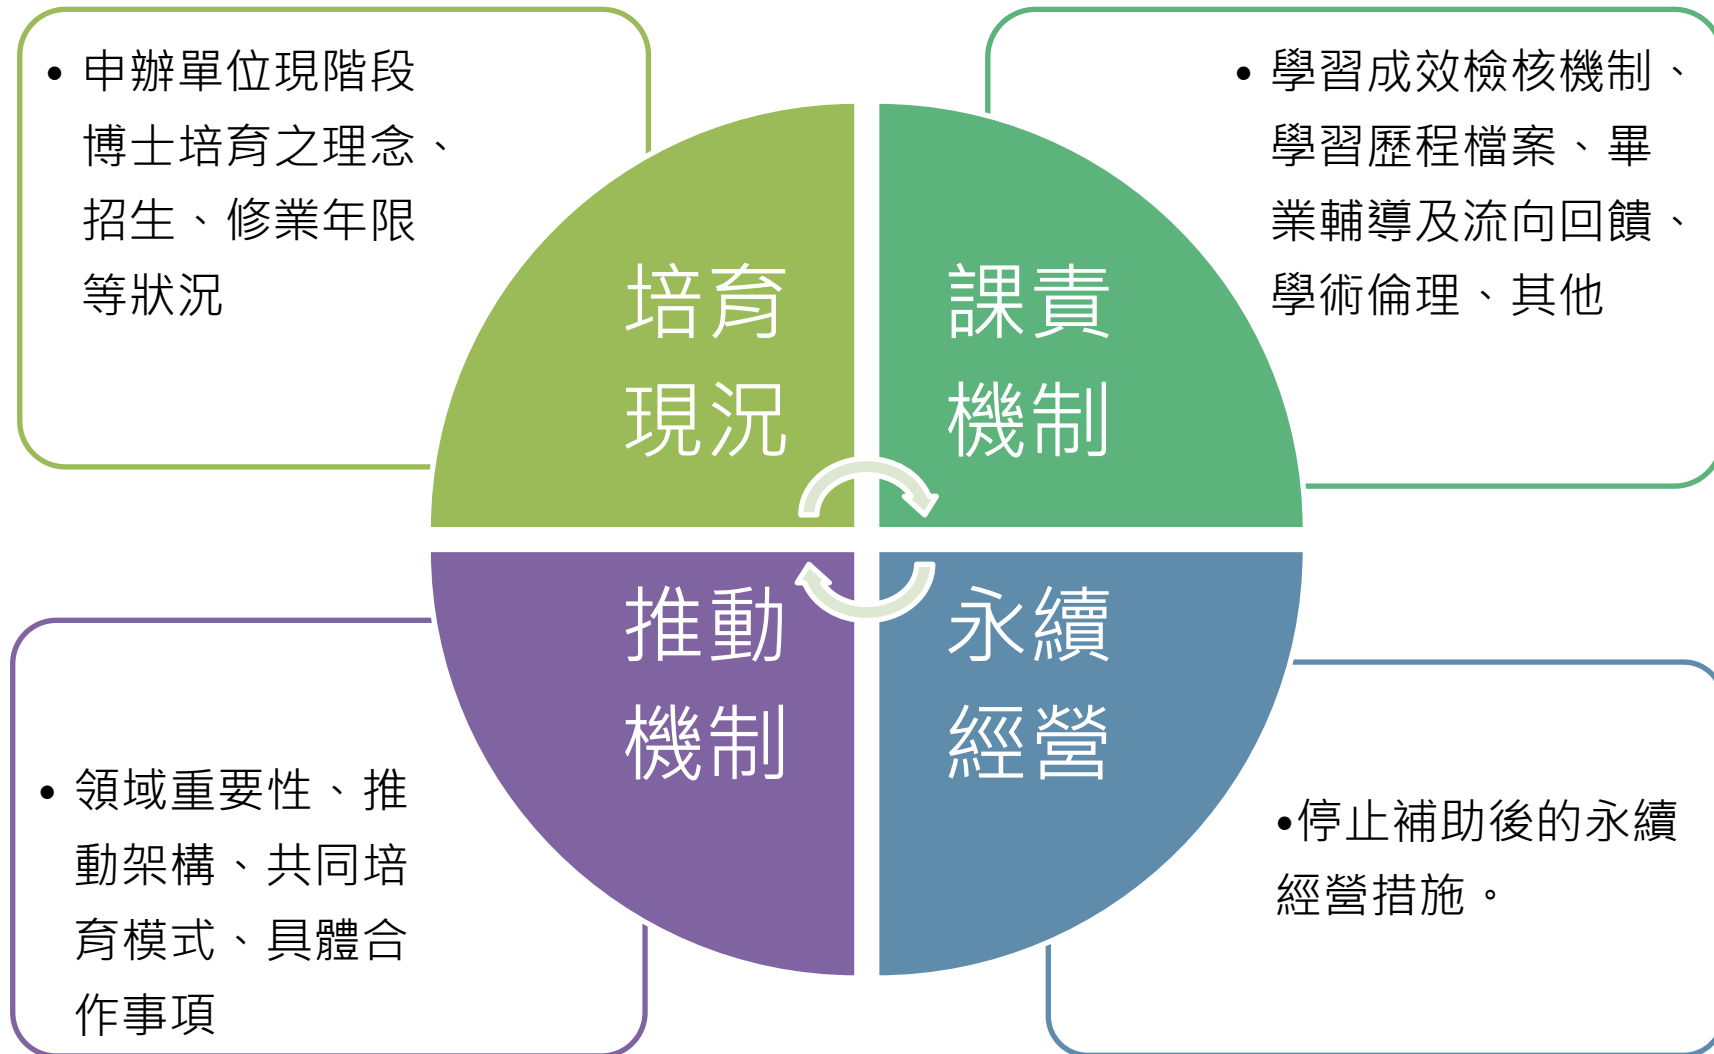 • 申辦單位現階段
博士培育之理念、
招生、修業年限
等狀況
• 學習成效檢核機制、
學習歷程檔案、畢
業輔導及流向回饋、
學術倫理、其他
培育
現況
課責
機制
推動
機制
永續
經營
• 領域重要性、推
動架構、共同培
育模式、具體合
作事項
•停止補助後的永續
經營措施。